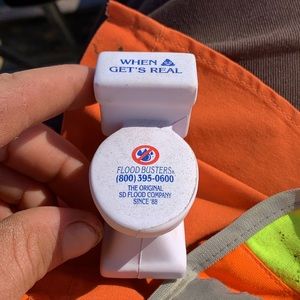 WHEN 💩
GET'S REAL
FLOOD BUSTERS
(800) 395-0600
THE ORIGINAL
SD FLOOD COMPANY
SINCE '88